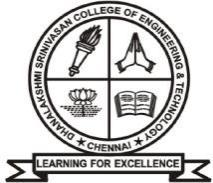 DHANALAKSHMI SRINIVASAN COLLEGE OF ENGINEERING & TECHNOLOGY
★ CHENNAI ★
LEARNING FOR EXCELLENCE